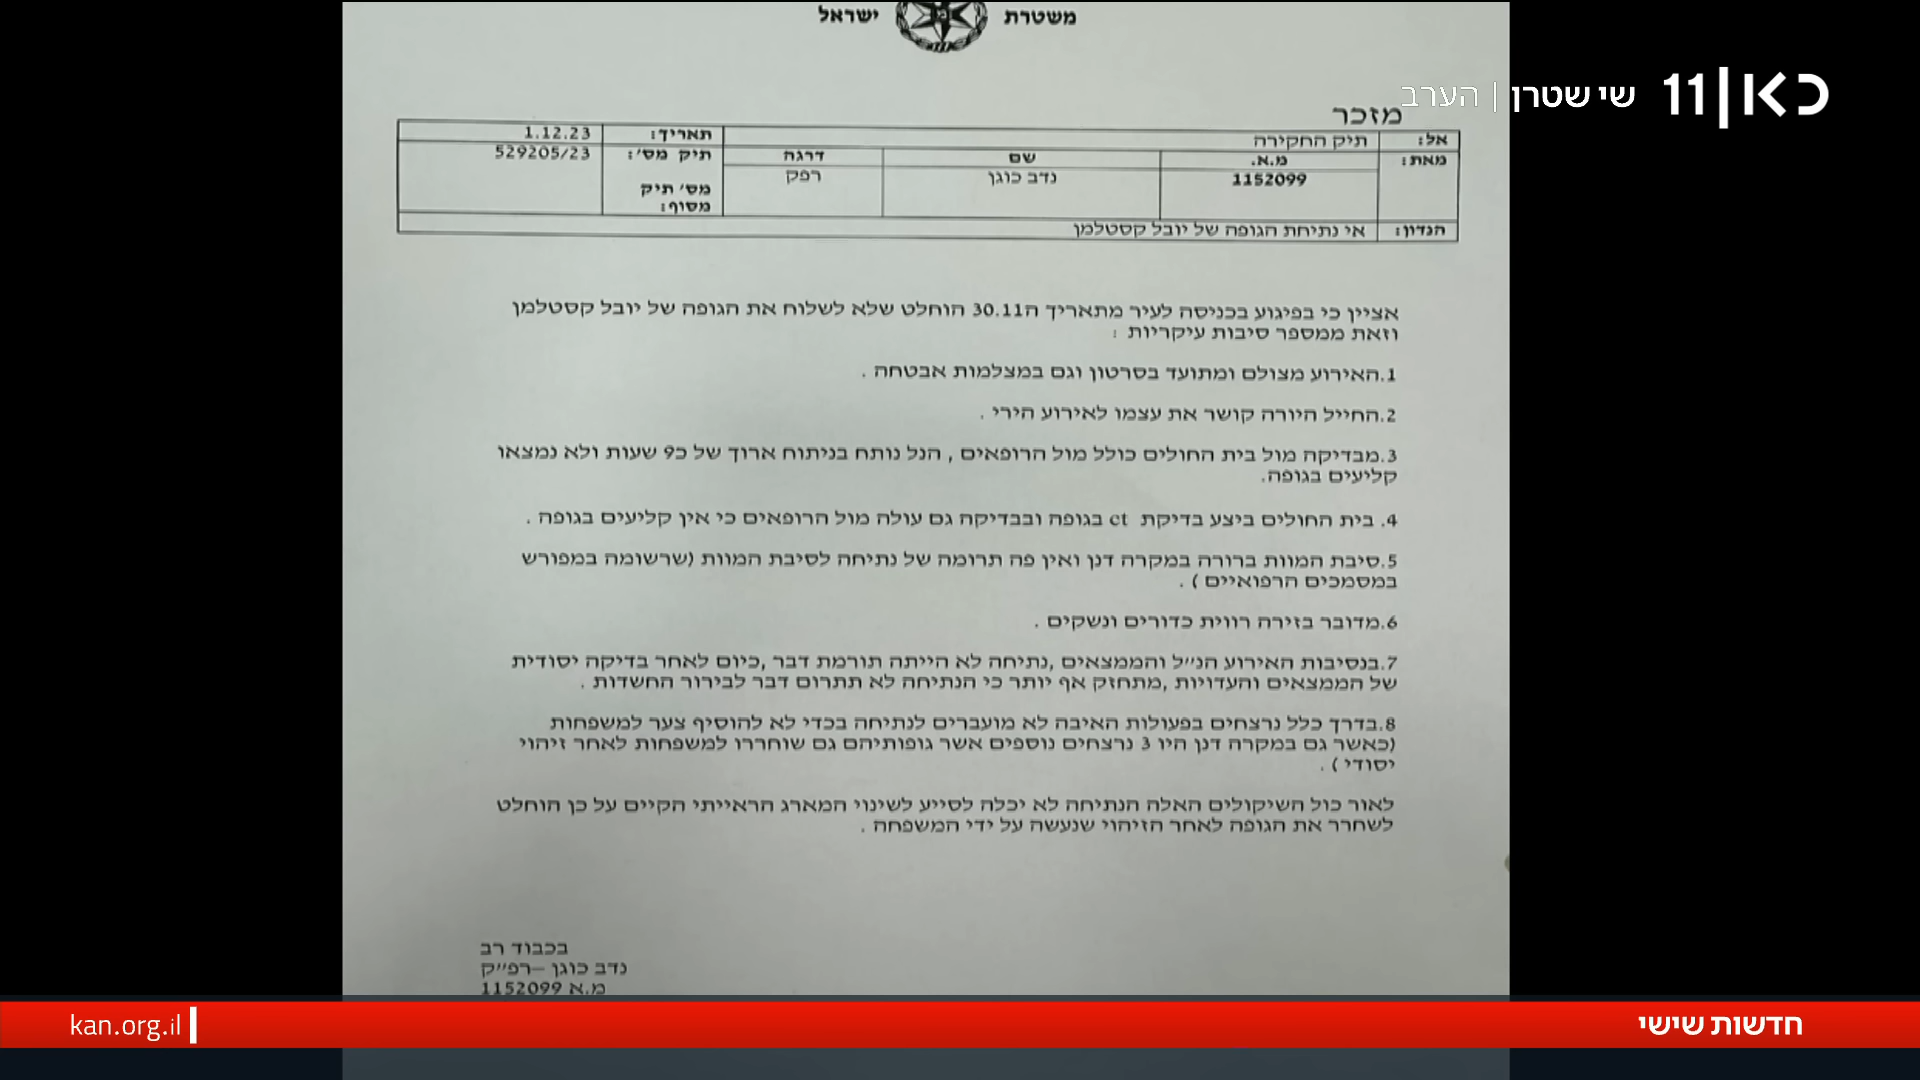 משטרת ישראל
כאן 11 שי שטרן | הערב
מזכר
אל: תיק החקירה תאריך: 1.12.23
מאת: מ.א. שם דרגה תיק מס׳: 529205/23
1152099 נדב כוגן רפק מס׳ תיק
מסוף:
הנדון: אי נתיחת הגופה של יובל קסטלמן
אציין כי בפיגוע בכניסה לעיר מתאריך ה30.11 הוחלט שלא לשלוח את הגופה של יובל קסטלמן
וזאת ממספר סיבות עיקריות :
1.האירוע מצולם ומתועד בסרטון וגם במצלמות אבטחה .
2.החייל היורה קושר את עצמו לאירוע הירי .
3.מבדיקה מול בית החולים כולל מול הרופאים , הנל נותח בניתוח ארוך של כ9 שעות ולא נמצאו
קליעים בגופה.
4. בית החולים ביצע בדיקת ct בגופה ובבדיקה גם עולה מול הרופאים כי אין קליעים בגופה .
5.סיבת המוות ברורה במקרה דנן ואין פה תרומה של נתיחה לסיבת המוות (שרשומה במפורש
במסמכים הרפואיים ) .
6.מדובר בזירה רווית כדורים ונשקים .
7.בנסיבות האירוע הנ״ל והממצאים ,נתיחה לא הייתה תורמת דבר ,כיום לאחר בדיקה יסודית
של הממצאים והעדויות ,מתחזק אף יותר כי הנתיחה לא תתרום דבר לבירור החשדות .
8.בדרך כלל נרצחים בפעולות האיבה לא מועברים לנתיחה בכדי לא להוסיף צער למשפחות
(כאשר גם במקרה דנן היו 3 נרצחים נוספים אשר גופותיהם גם שוחררו למשפחות לאחר זיהוי
יסודי ) .
לאור כול השיקולים האלה הנתיחה לא יכלה לסייע לשינוי המארג הראייתי הקיים על כן הוחלט
לשחרר את הגופה לאחר הזיהוי שנעשה על ידי המשפחה .
בכבוד רב
נדב כוגן –רפ״ק
מ.א 1152099
חדשות שישי
kan.org.il